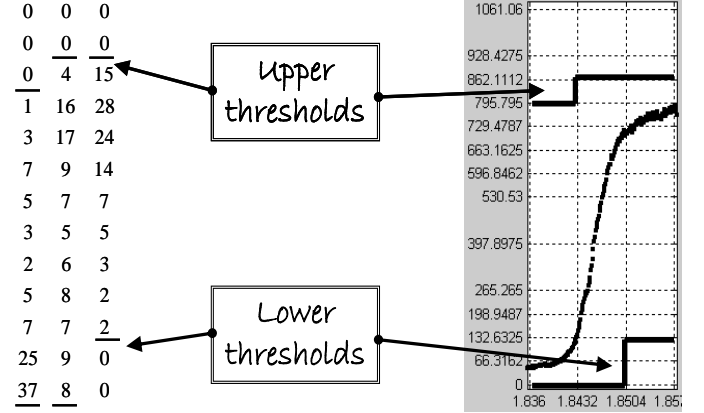 0 0 0
0 0 0
0 4 15
1 16 28
3 17 24
7 9 14
5 7 7
3 5 5
2 6 3
5 8 2
7 7 2
25 9 0
37 8 0
Upper
thresholds
Lower
thresholds
1061.06
928.4275
862.1112
795.795
729.4787
663.1625
596.8462
530.53
397.8975
265.265
198.9487
132.6325
66.3162
0
1.836 1.8432 1.8504